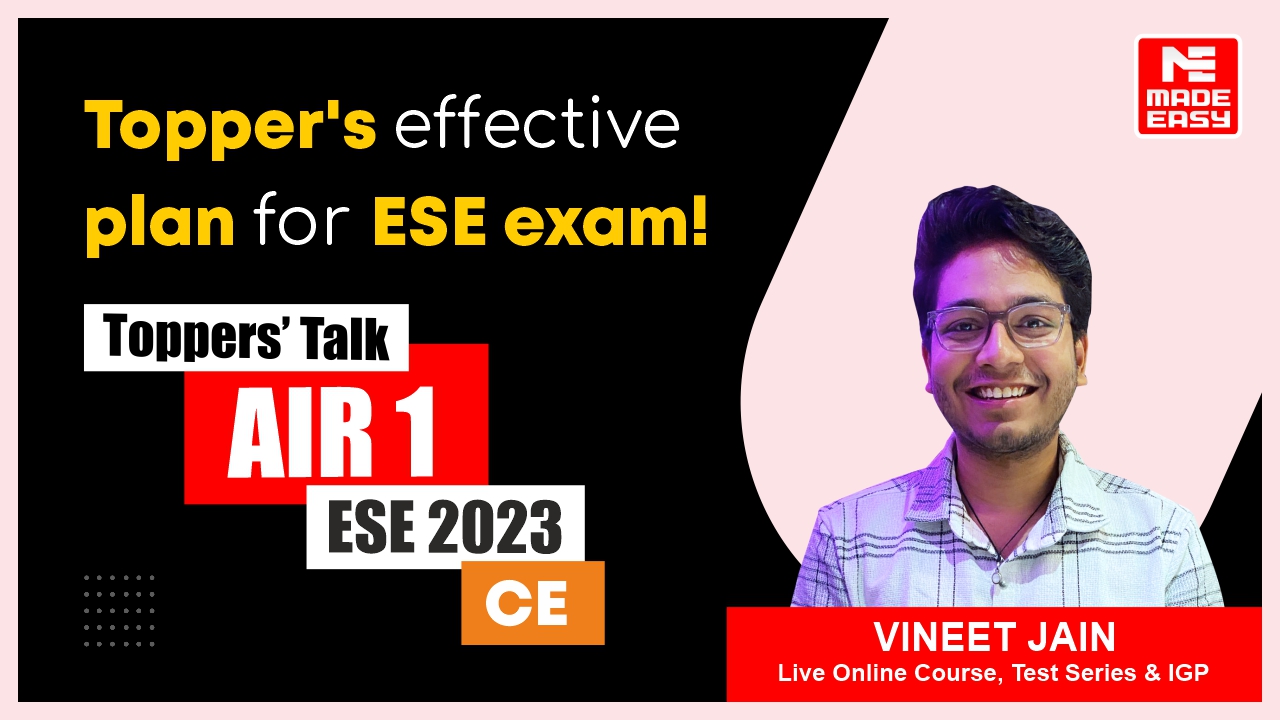 Topper's effective
plan for ESE exam!
Toppers’ Talk
AIR 1
ESE 2023
CE
ME
MADE
EASY
VINEET JAIN
Live Online Course, Test Series & IGP